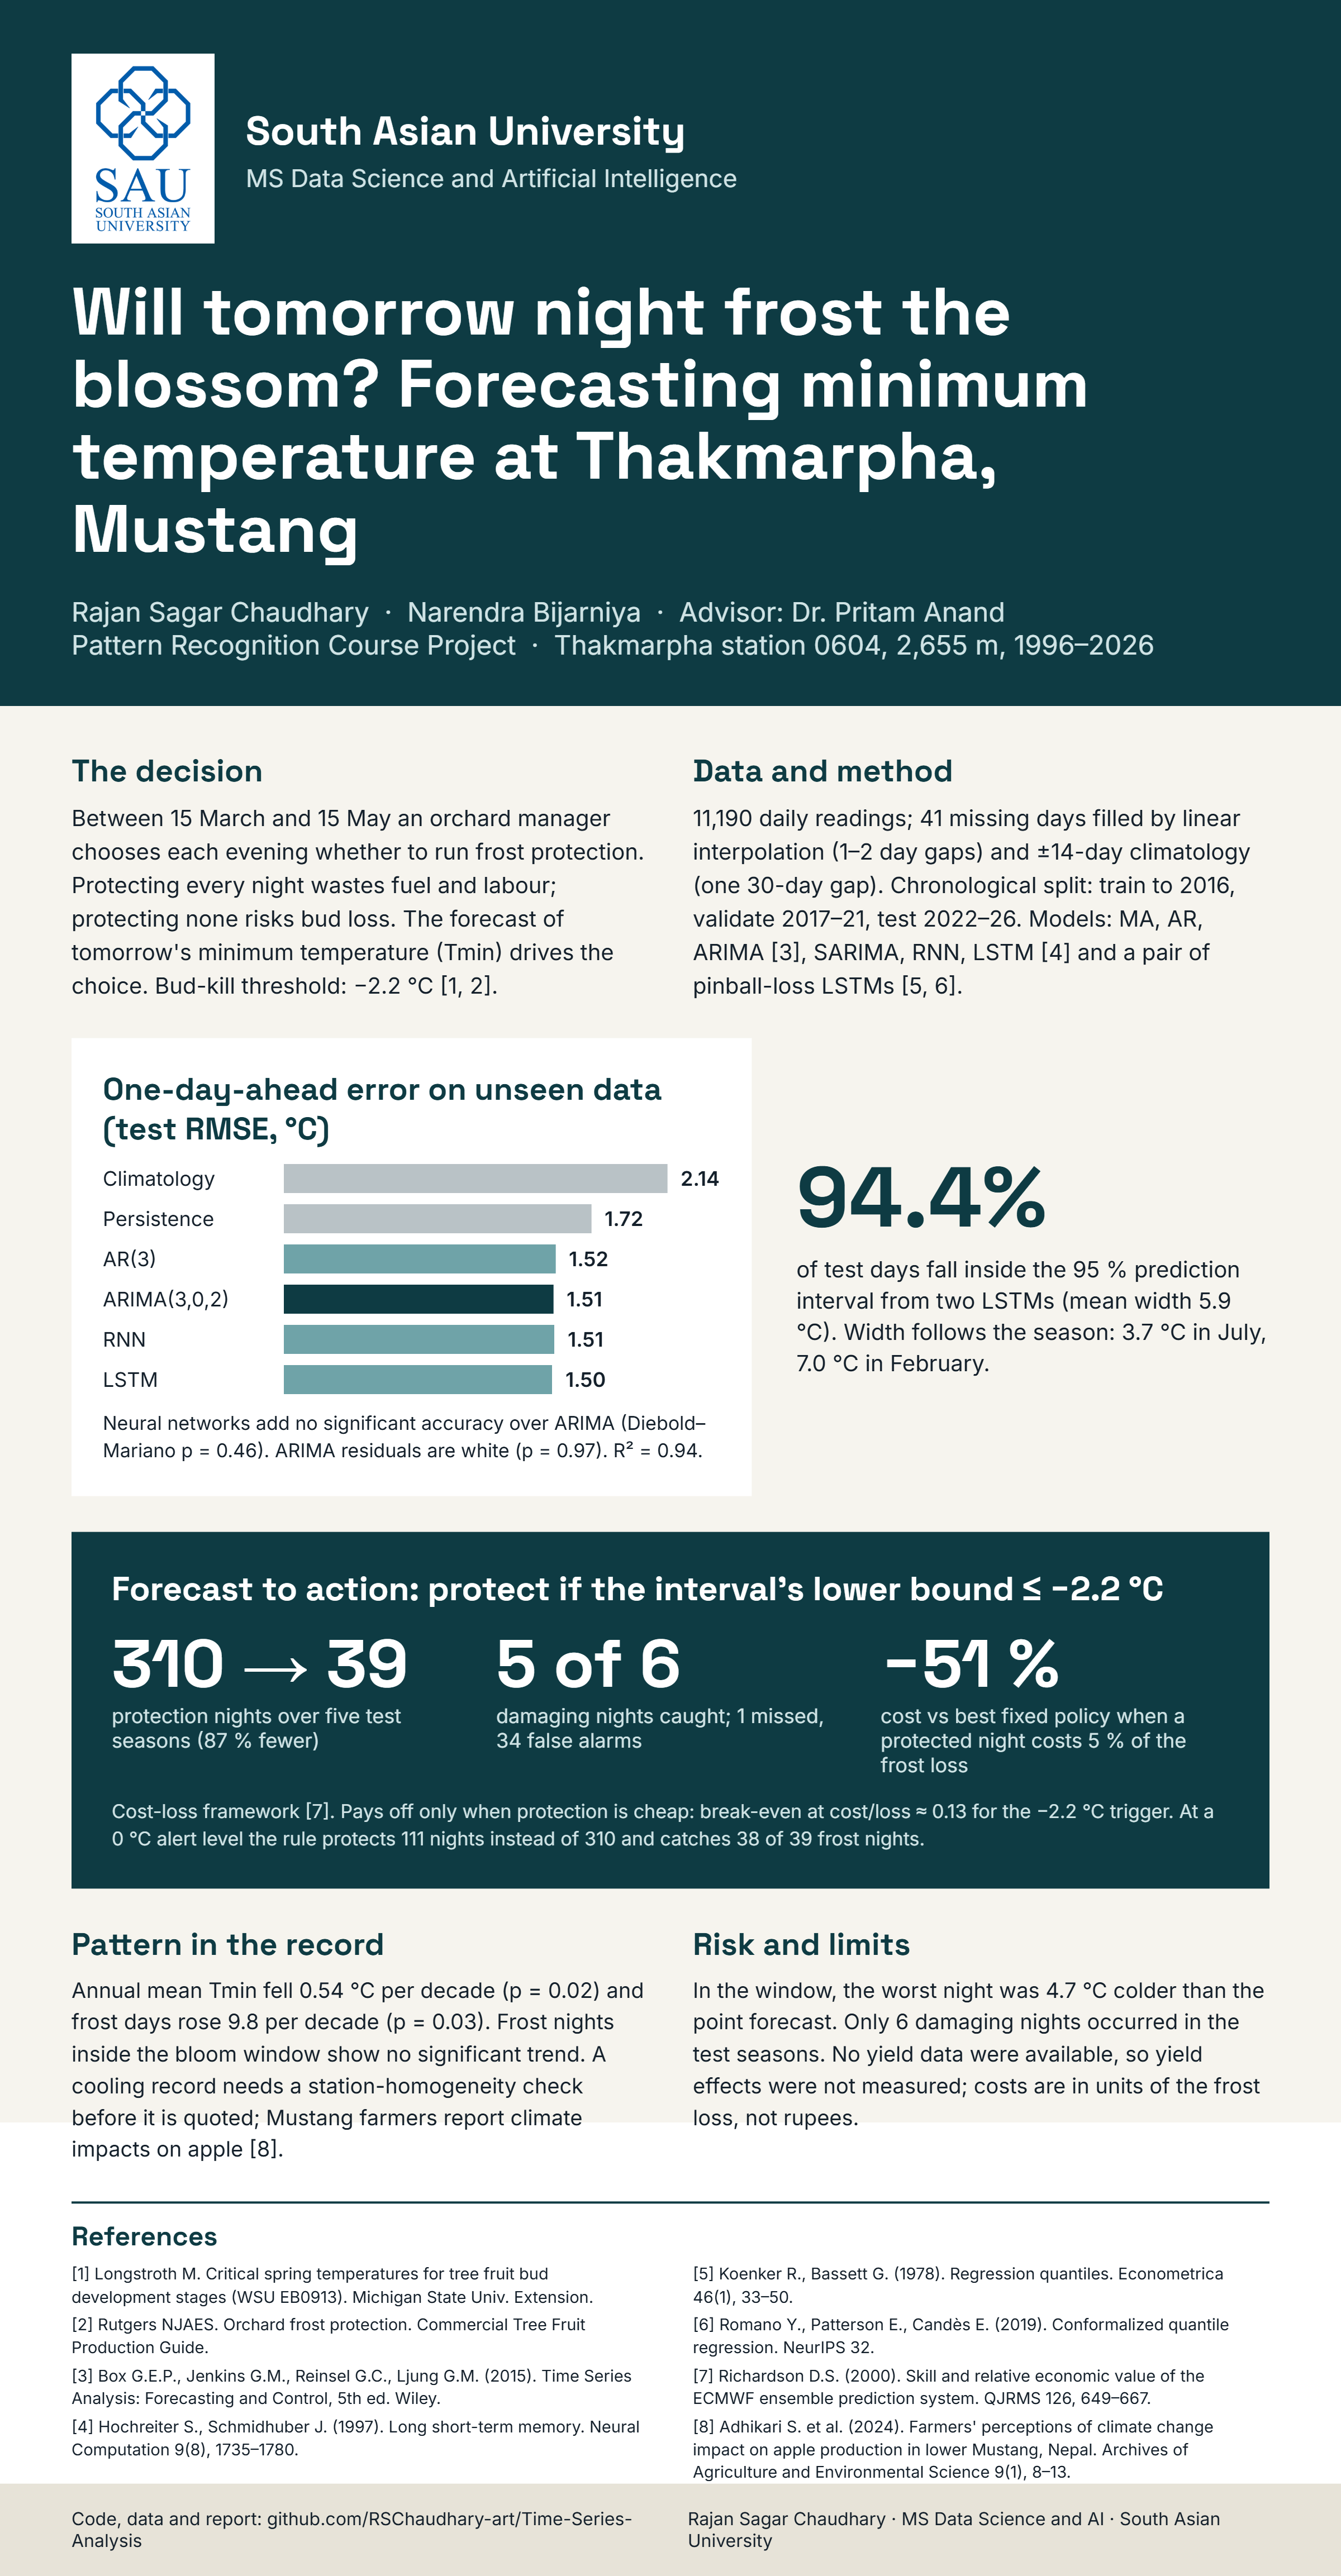 SAU
SOUTH ASIAN
UNIVERSITY
South Asian University
MS Data Science and Artificial Intelligence
Will tomorrow night frost the
blossom? Forecasting minimum
temperature at Thakmarpha,
Mustang
Rajan Sagar Chaudhary · Narendra Bijarniya · Advisor: Dr. Pritam Anand
Pattern Recognition Course Project · Thakmarpha station 0604, 2,655 m, 1996–2026
The decision
Between 15 March and 15 May an orchard manager
chooses each evening whether to run frost protection.
Protecting every night wastes fuel and labour;
protecting none risks bud loss. The forecast of
tomorrow's minimum temperature (Tmin) drives the
choice. Bud-kill threshold: −2.2 °C [1, 2].
Data and method
11,190 daily readings; 41 missing days filled by linear
interpolation (1–2 day gaps) and ±14-day climatology
(one 30-day gap). Chronological split: train to 2016,
validate 2017–21, test 2022–26. Models: MA, AR,
ARIMA [3], SARIMA, RNN, LSTM [4] and a pair of
pinball-loss LSTMs [5, 6].
One-day-ahead error on unseen data
(test RMSE, °C)
Climatology 2.14
Persistence 1.72
AR(3) 1.52
ARIMA(3,0,2) 1.51
RNN 1.51
LSTM 1.50
Neural networks add no significant accuracy over ARIMA (Diebold–
Mariano p = 0.46). ARIMA residuals are white (p = 0.97). R² = 0.94.
94.4%
of test days fall inside the 95 % prediction
interval from two LSTMs (mean width 5.9
°C). Width follows the season: 3.7 °C in July,
7.0 °C in February.
Forecast to action: protect if the interval's lower bound ≤ −2.2 °C
310 → 39
protection nights over five test
seasons (87 % fewer)
5 of 6
damaging nights caught; 1 missed,
34 false alarms
−51 %
cost vs best fixed policy when a
protected night costs 5 % of the
frost loss
Cost-loss framework [7]. Pays off only when protection is cheap: break-even at cost/loss ≈ 0.13 for the −2.2 °C trigger. At a
0 °C alert level the rule protects 111 nights instead of 310 and catches 38 of 39 frost nights.
Pattern in the record
Annual mean Tmin fell 0.54 °C per decade (p = 0.02) and
frost days rose 9.8 per decade (p = 0.03). Frost nights
inside the bloom window show no significant trend. A
cooling record needs a station-homogeneity check
before it is quoted; Mustang farmers report climate
impacts on apple [8].
Risk and limits
In the window, the worst night was 4.7 °C colder than the
point forecast. Only 6 damaging nights occurred in the
test seasons. No yield data were available, so yield
effects were not measured; costs are in units of the frost
loss, not rupees.
References
[1] Longstroth M. Critical spring temperatures for tree fruit bud
development stages (WSU EB0913). Michigan State Univ. Extension.
[2] Rutgers NJAES. Orchard frost protection. Commercial Tree Fruit
Production Guide.
[3] Box G.E.P., Jenkins G.M., Reinsel G.C., Ljung G.M. (2015). Time Series
Analysis: Forecasting and Control, 5th ed. Wiley.
[4] Hochreiter S., Schmidhuber J. (1997). Long short-term memory. Neural
Computation 9(8), 1735–1780.
[5] Koenker R., Bassett G. (1978). Regression quantiles. Econometrica
46(1), 33–50.
[6] Romano Y., Patterson E., Candès E. (2019). Conformalized quantile
regression. NeurIPS 32.
[7] Richardson D.S. (2000). Skill and relative economic value of the
ECMWF ensemble prediction system. QJRMS 126, 649–667.
[8] Adhikari S. et al. (2024). Farmers' perceptions of climate change
impact on apple production in lower Mustang, Nepal. Archives of
Agriculture and Environmental Science 9(1), 8–13.
Code, data and report: github.com/RSChaudhary-art/Time-Series-
Analysis
Rajan Sagar Chaudhary · MS Data Science and AI · South Asian
University